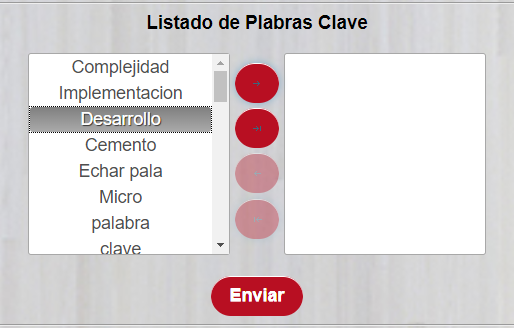 Listado de Plabras Clave
Complejidad
Implementacion
Desarrollo
Cemento
Echar pala
Micro
palabra
clave
Enviar